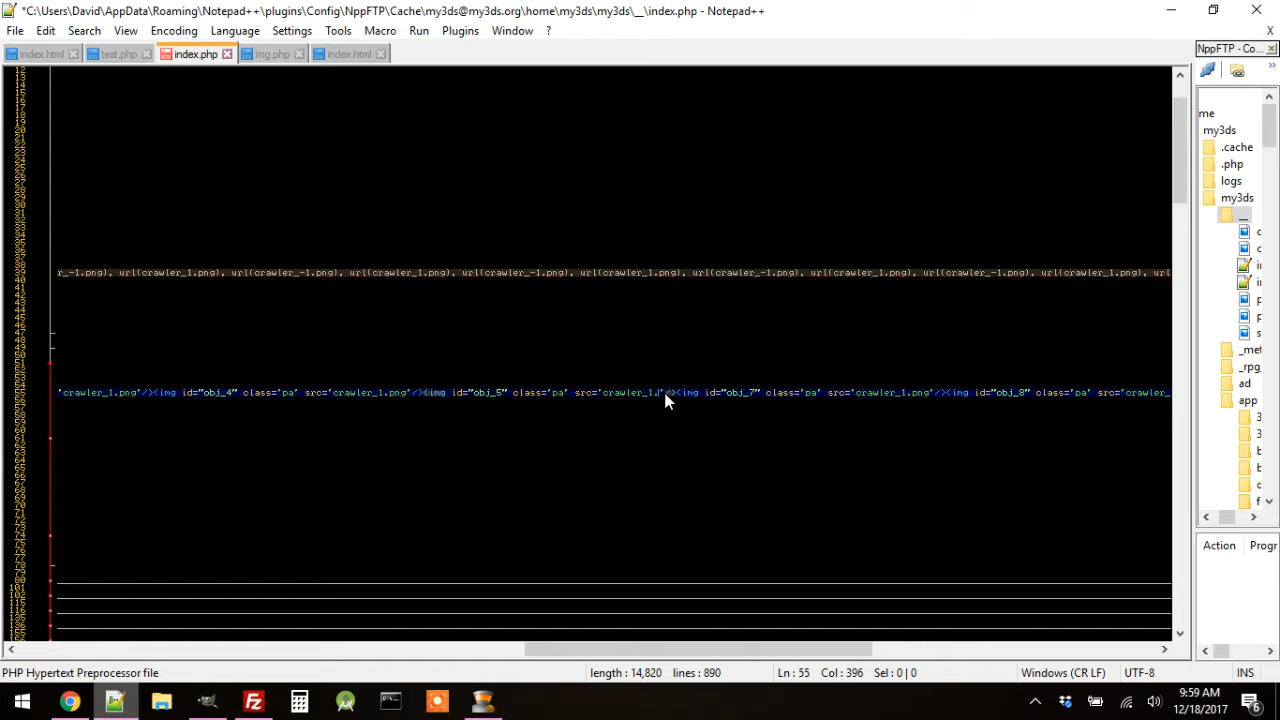 *C:\Users\David\AppData\Roaming\Notepad++\plugins\Config\NppFTP\Cache\my3ds@my3ds.org\home\my3ds\my3ds\__\index.php - Notepad++
File Edit Search View Encoding Language Settings Tools Macro Run Plugins Window ? X
index.html test.php index.php img.php index.html
NppFTP - Co...
me
my3ds
.cache
.php
logs
my3ds
__
_met
_rpg_
ad
app
r_-1.png), url(crawler_1.png), url(crawler_-1.png), url(crawler_1.png), url(crawler_-1.png), url(crawler_1.png), url(crawler_-1.png), url(crawler_1.png), url(crawler_-1.png), url(crawler_1.png), url
'crawler_1.png'/><img id="obj_4" class='pa' src='crawler_1.png'/><img id="obj_5" class='pa' src='crawler_1.'/><img id="obj_7" class='pa' src='crawler_1.png'/><img id="obj_8" class='pa' src='crawler_
Action Progr
PHP Hypertext Preprocessor file length : 14,820 lines : 890 Ln : 55 Col : 396 Sel : 0 | 0 Windows (CR LF) UTF-8 INS
9:59 AM
12/18/2017
6